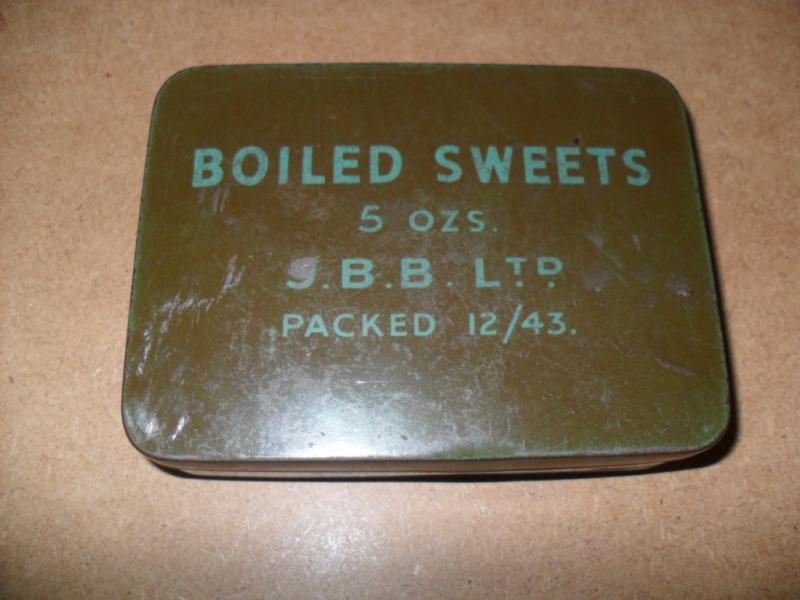 BOILED SWEETS
5 OZS.
J.B.B. LTD
PACKED 12/43.